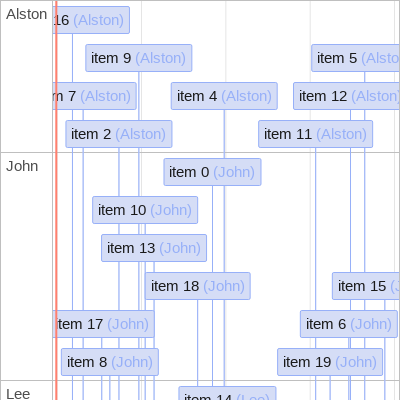 Alston
16 (Alston)
item 9 (Alston)
item 5 (Alsto
m 7 (Alston)
item 4 (Alston)
item 12 (Alston)
item 2 (Alston)
item 11 (Alston)
John
item 0 (John)
item 10 (John)
item 13 (John)
item 18 (John)
item 15 (J
item 17 (John)
item 6 (John)
item 8 (John)
item 19 (John)
Lee
item 14 (Lee)